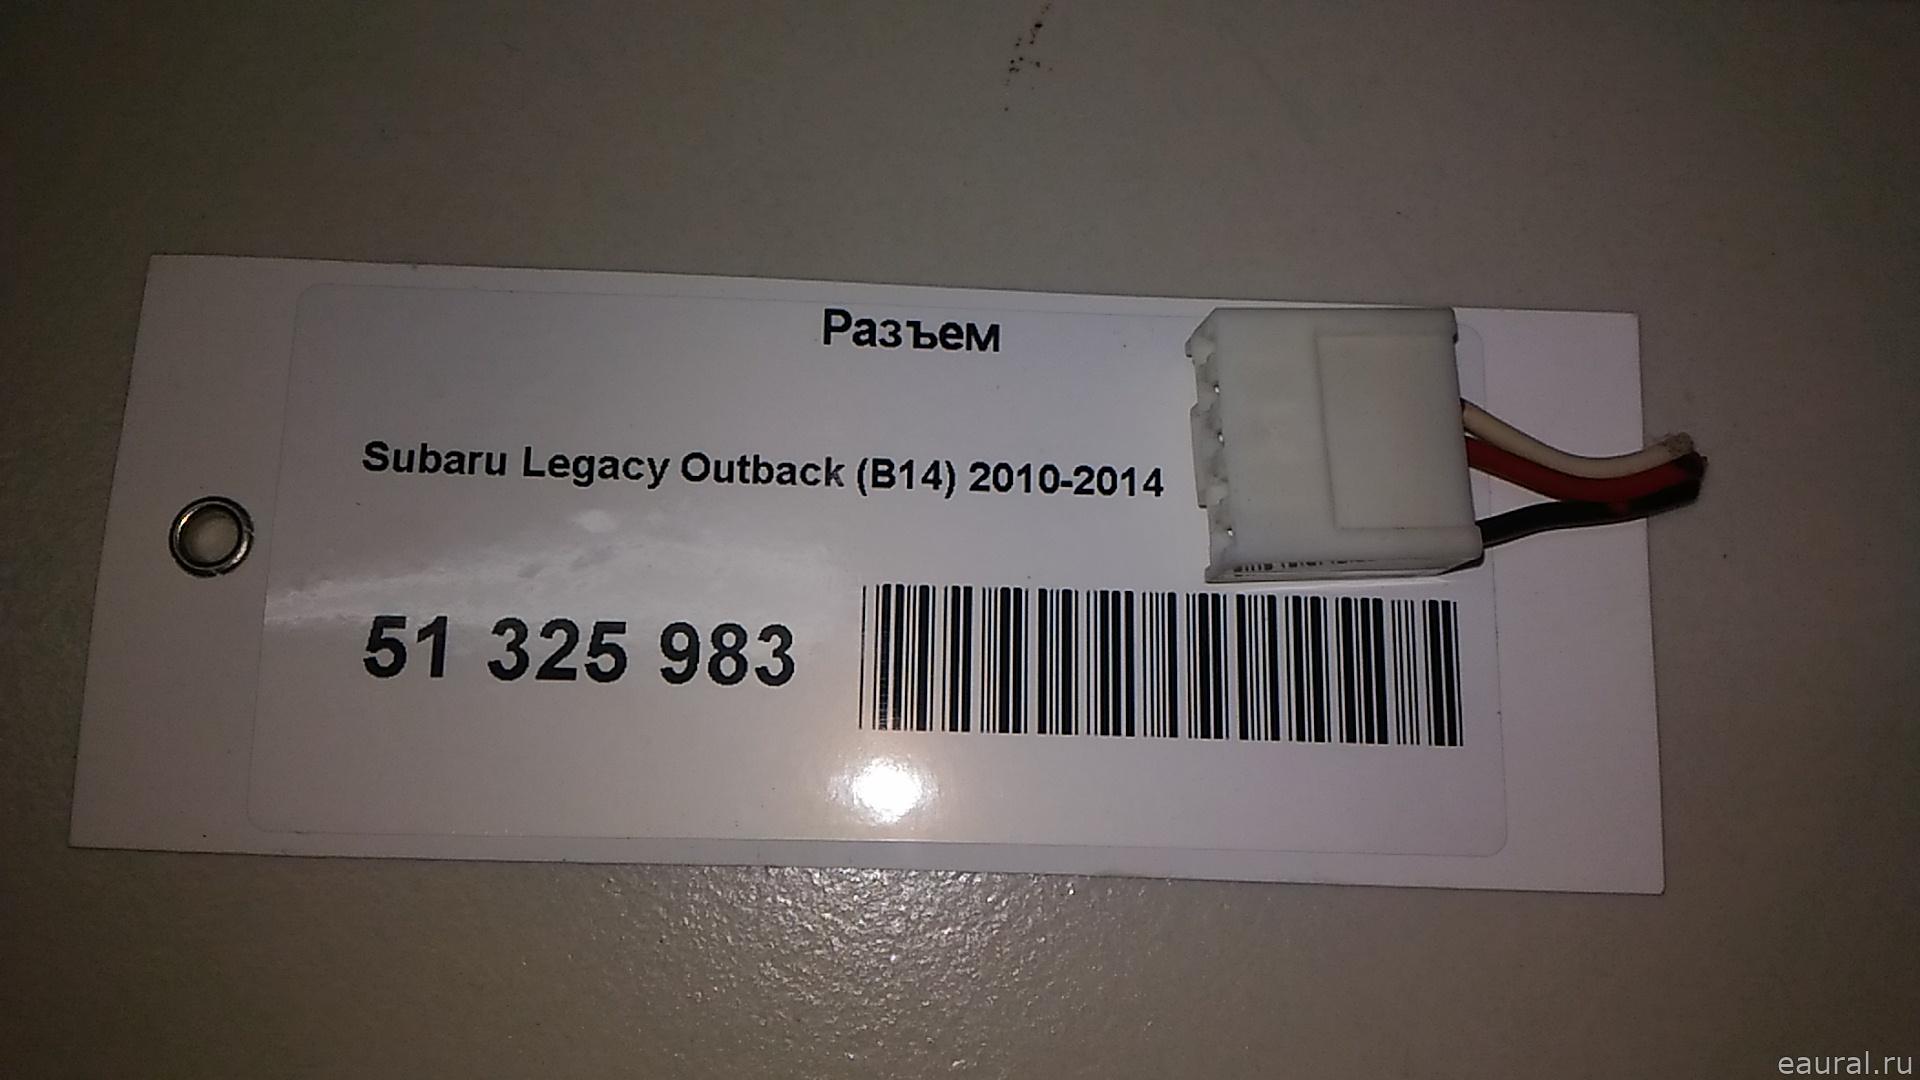 Разъем
Subaru Legacy Outback (B14) 2010-2014
51 325 983
eaural.ru